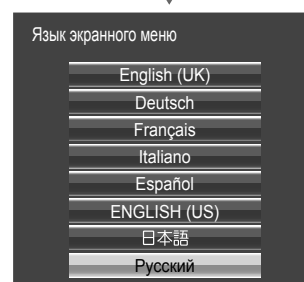 Язык экранного меню
English (UK)
Deutsch
Français
Italiano
Español
ENGLISH (US)
日本語
Русский